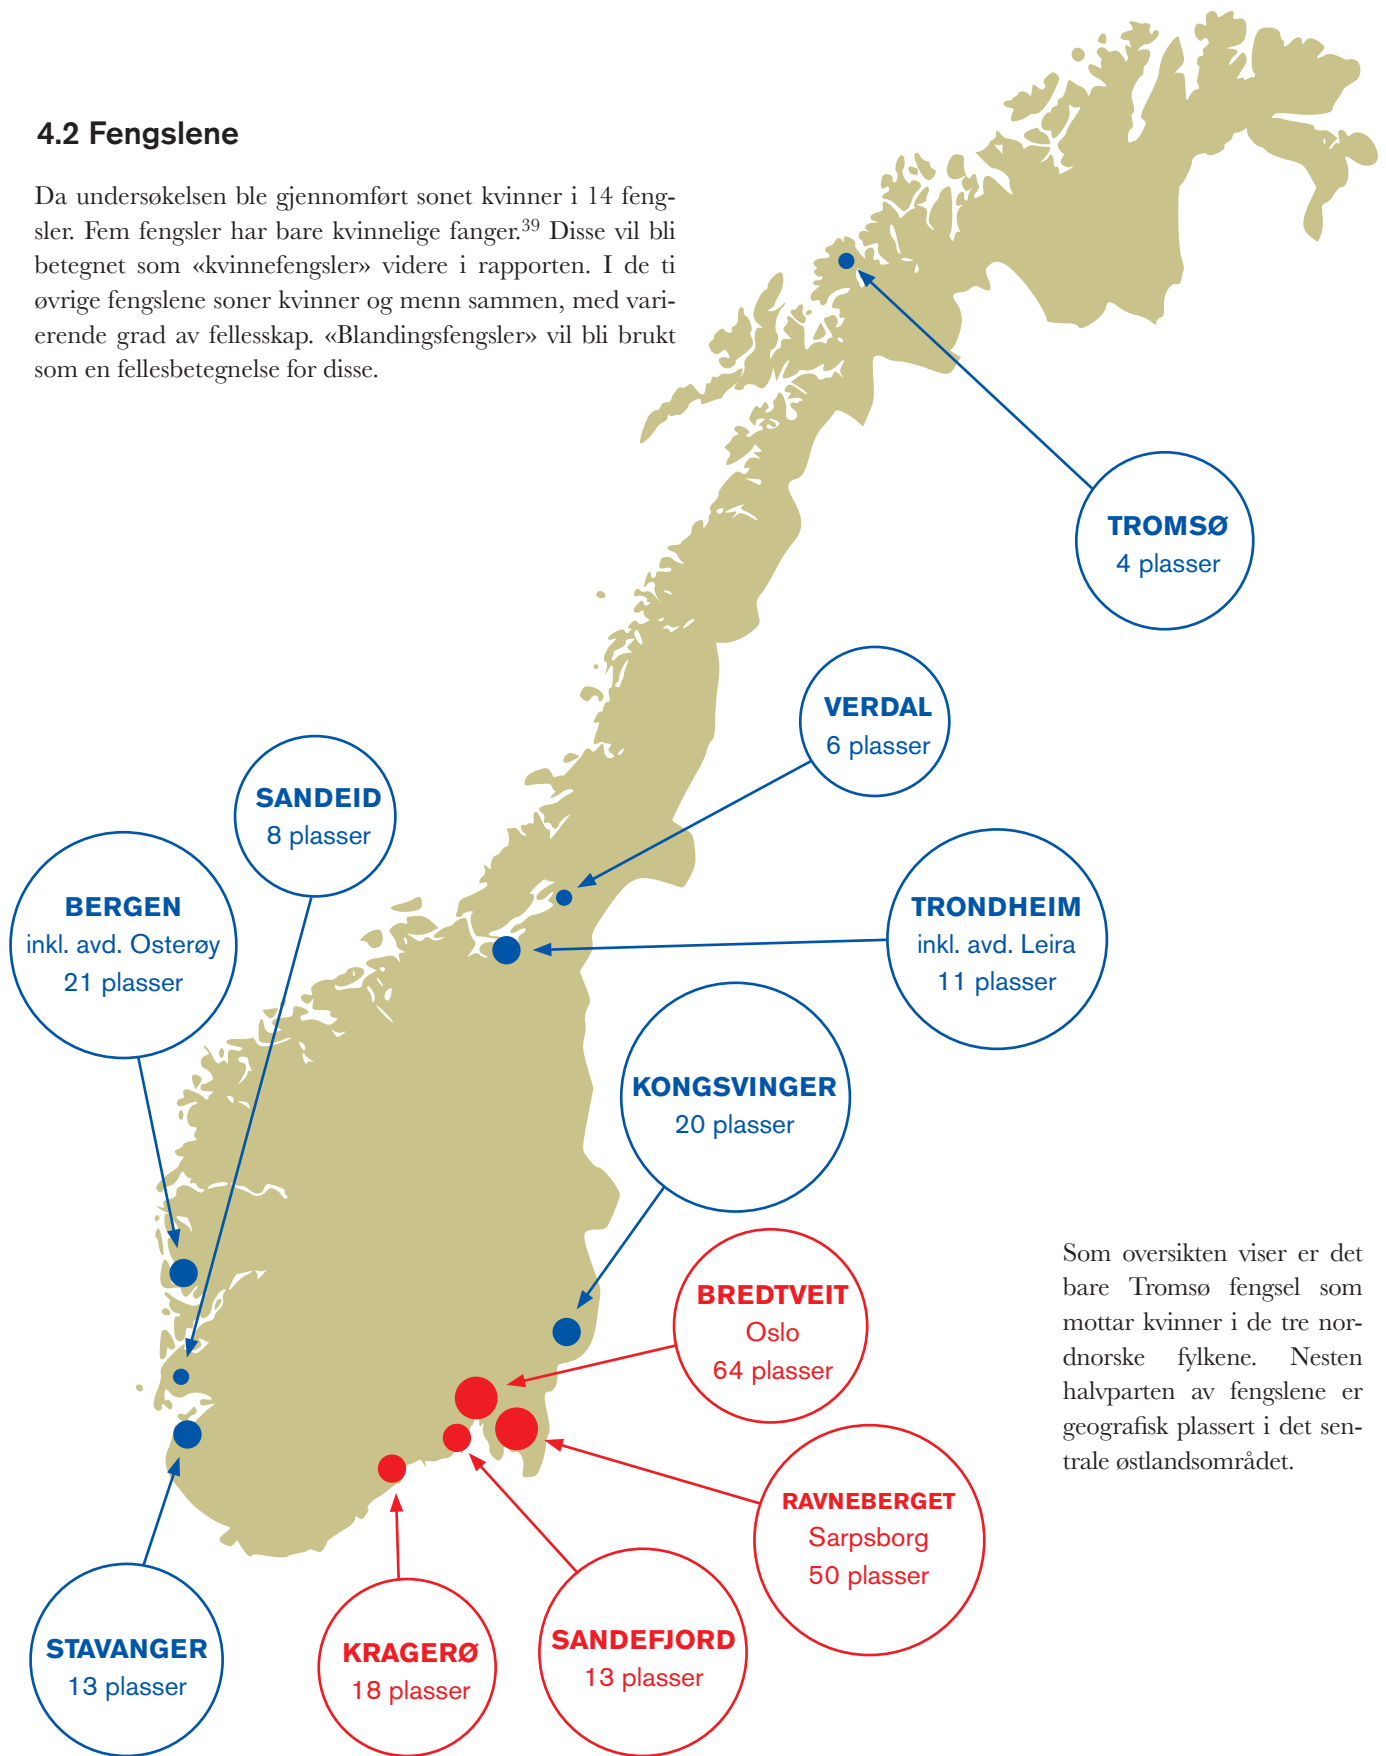 4.2 Fengslene
Da undersøkelsen ble gjennomført sonet kvinner i 14 feng-
sler. Fem fengsler har bare kvinnelige fanger.39 Disse vil bli
betegnet som «kvinnefengsler» videre i rapporten. I de ti
øvrige fengslene soner kvinner og menn sammen, med vari-
erende grad av fellesskap. «Blandingsfengsler» vil bli brukt
som en fellesbetegnelse for disse.
TROMSØ
4 plasser
VERDAL
6 plasser
SANDEID
8 plasser
BERGEN
inkl. avd. Osterøy
21 plasser
TRONDHEIM
inkl. avd. Leira
11 plasser
KONGSVINGER
20 plasser
BREDTVEIT
Oslo
64 plasser
Som oversikten viser er det
bare Tromsø fengsel som
mottar kvinner i de tre nor-
dnorske fylkene. Nesten
halvparten av fengslene er
geografisk plassert i det sen-
trale østlandsområdet.
RAVNEBERGET
Sarpsborg
50 plasser
STAVANGER
13 plasser
KRAGERØ
18 plasser
SANDEFJORD
13 plasser